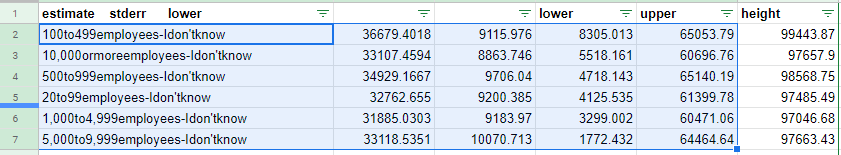 1 estimate stderr lower lower upper height
2 100to499employees-Idon'tknow 36679.4018 9115.976 8305.013 65053.79 99443.87
3 10,000ormoreemployees-Idon'tknow 33107.4594 8863.746 5518.161 60696.76 97657.9
4 500to999employees-Idon'tknow 34929.1667 9706.04 4718.143 65140.19 98568.75
5 20to99employees-Idon'tknow 32762.655 9200.385 4125.535 61399.78 97485.49
6 1,000to4,999employees-Idon'tknow 31885.0303 9183.97 3299.002 60471.06 97046.68
7 5,000to9,999employees-Idon'tknow 33118.5351 10070.713 1772.432 64464.64 97663.43